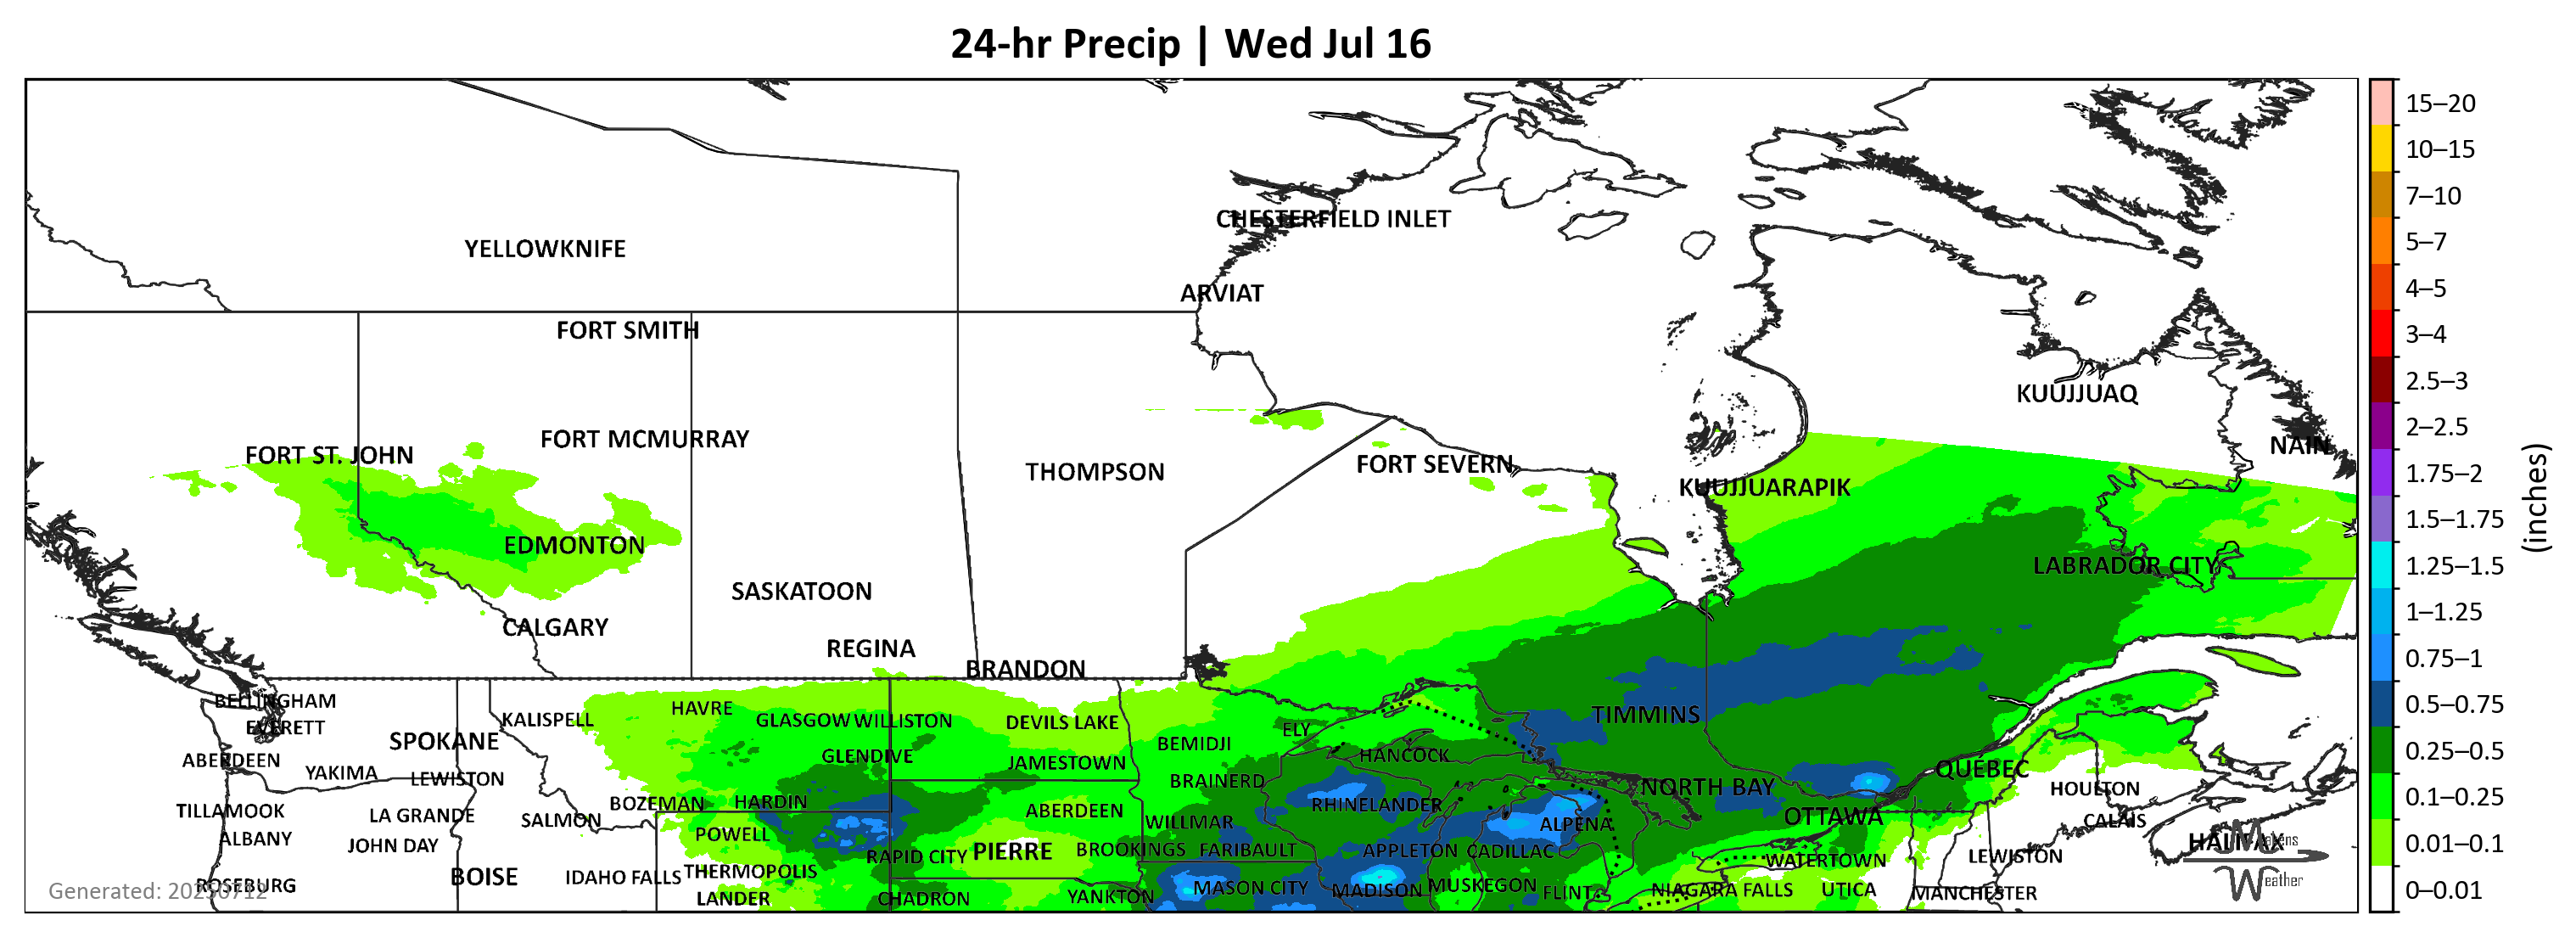 24-hr Precip | Wed Jul 16
CHESTERFIELD INLET
YELLOWKNIFE
ARVIAT
FORT SMITH
KUUJJUAQ
FORT MCMURRAY
NAIN
FORT ST. JOHN
FORT SEVERN
THOMPSON
KUUJJUARAPIK
EDMONTON
LABRADOR CITY
SASKATOON
CALGARY
REGINA
BRANDON
BELLINGHAM
HAVRE
KALISPELL
GLASGOW
WILLISTON
DEVILS LAKE
TIMMINS
EVERETT
ELY
SPOKANE
BEMIDJI
GLENDIVE
HANCOCK
ABERDEEN
JAMESTOWN
QUÉBEC
YAKIMA
LEWISTON
BRAINERD
NORTH BAY
HOULTON
BOZEMAN
HARDIN
RHINELANDER
TILLAMOOK
LA GRANDE
SALMON
ABERDEEN
WILLMAR
ALPENA
OTTAWA
CALAIS
ALBANY
POWELL
JOHN DAY
HALIFAX
RAPID CITY
PIERRE
BROOKINGS
FARIBAULT
APPLETON
CADILLAC
WATERTOWN
LEWISTON
BOISE
IDAHO FALLS
THERMOPOLIS
ROSEBURG
MASON CITY
MADISON
MUSKEGON
FLINT
NIAGARA FALLS
UTICA
MANCHESTER
LANDER
CHADRON
YANKTON
Generated: 20250712
Weather
15–20
10–15
7–10
5–7
4–5
3–4
2.5–3
2–2.5
1.75–2
1.5–1.75
1.25–1.5
1–1.25
0.75–1
0.5–0.75
0.25–0.5
0.1–0.25
0.01–0.1
0–0.01
(inches)